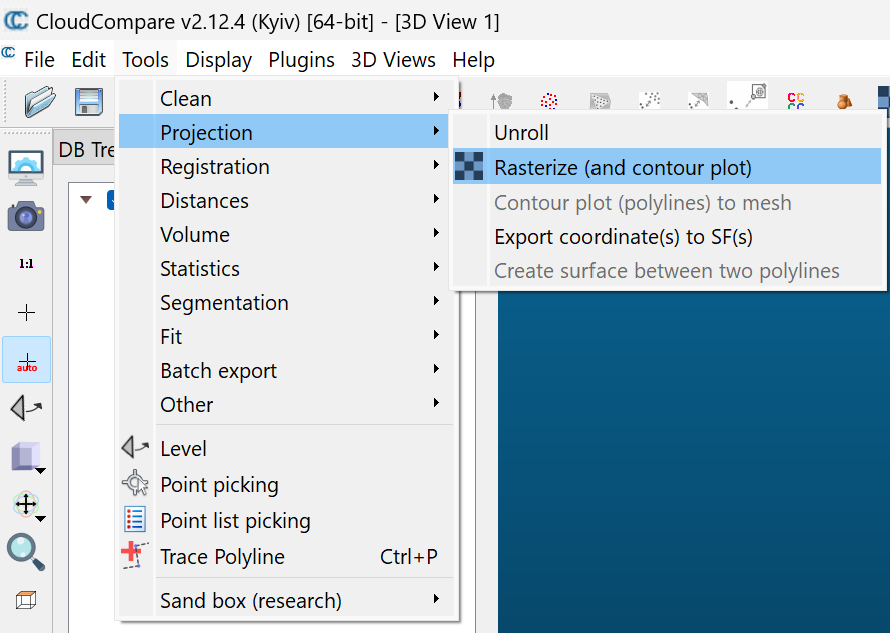 CloudCompare v2.12.4 (Kyiv) [64-bit] - [3D View 1]
File Edit Tools Display Plugins 3D Views Help
DB Tre
1:1
auto
Clean
Projection
Registration
Distances
Volume
Statistics
Segmentation
Fit
Batch export
Other
Level
Point picking
Point list picking
Trace Polyline Ctrl+P
Sand box (research)
Unroll
Rasterize (and contour plot)
Contour plot (polylines) to mesh
Export coordinate(s) to SF(s)
Create surface between two polylines